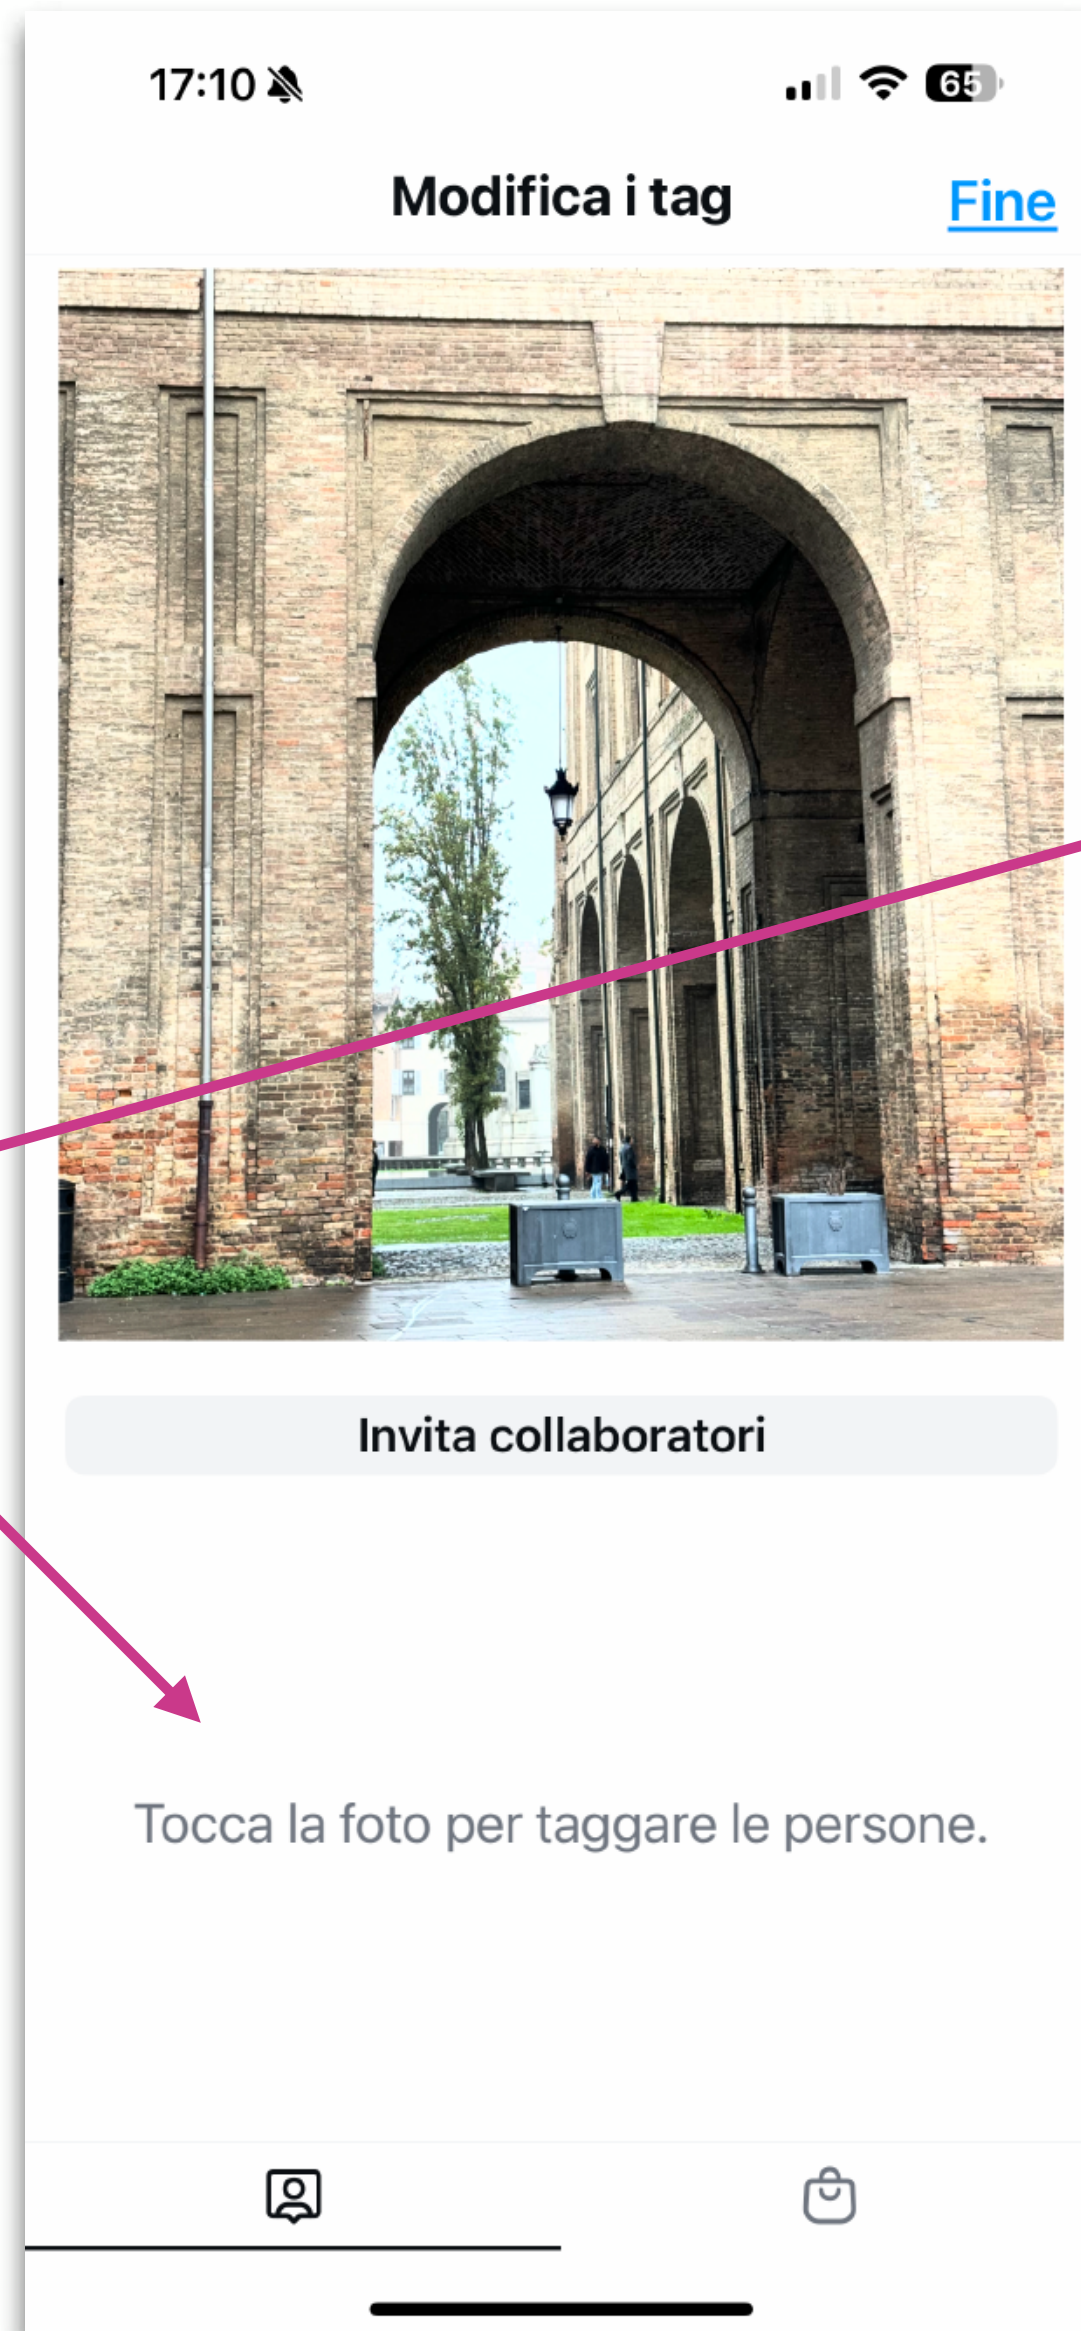 17:10
65
Modifica i tag
Fine
Invita collaboratori
Tocca la foto per taggare le persone.